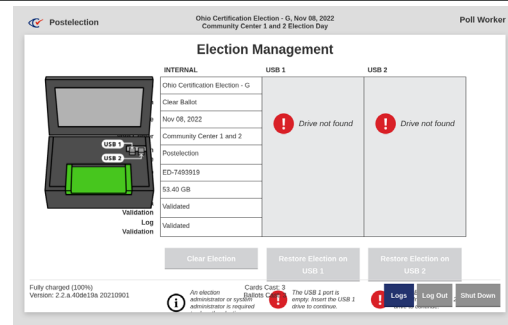 Postelection
Ohio Certification Election - G, Nov 08, 2022
Community Center 1 and 2 Election Day
Poll Worker
Election Management
INTERNAL
USB 1
USB 2
Ohio Certification Election - G
Clear Ballot
Nov 08, 2022
Community Center 1 and 2
Postelection
ED-7493919
53.40 GB
Validated
Validated
Drive not found
Drive not found
USB 1
USB 2
Validation
Log
Validation
Clear Election
Restore Election on
USB 1
Restore Election on
USB 2
Fully charged (100%)
Version: 2.2.a.40de19a 20210901
Cards Cast: 3
Ballots
An election
administrator or system
administrator is required
The USB 1 port is
empty. Insert the USB 1
drive to continue.
Logs
Log Out
Shut Down